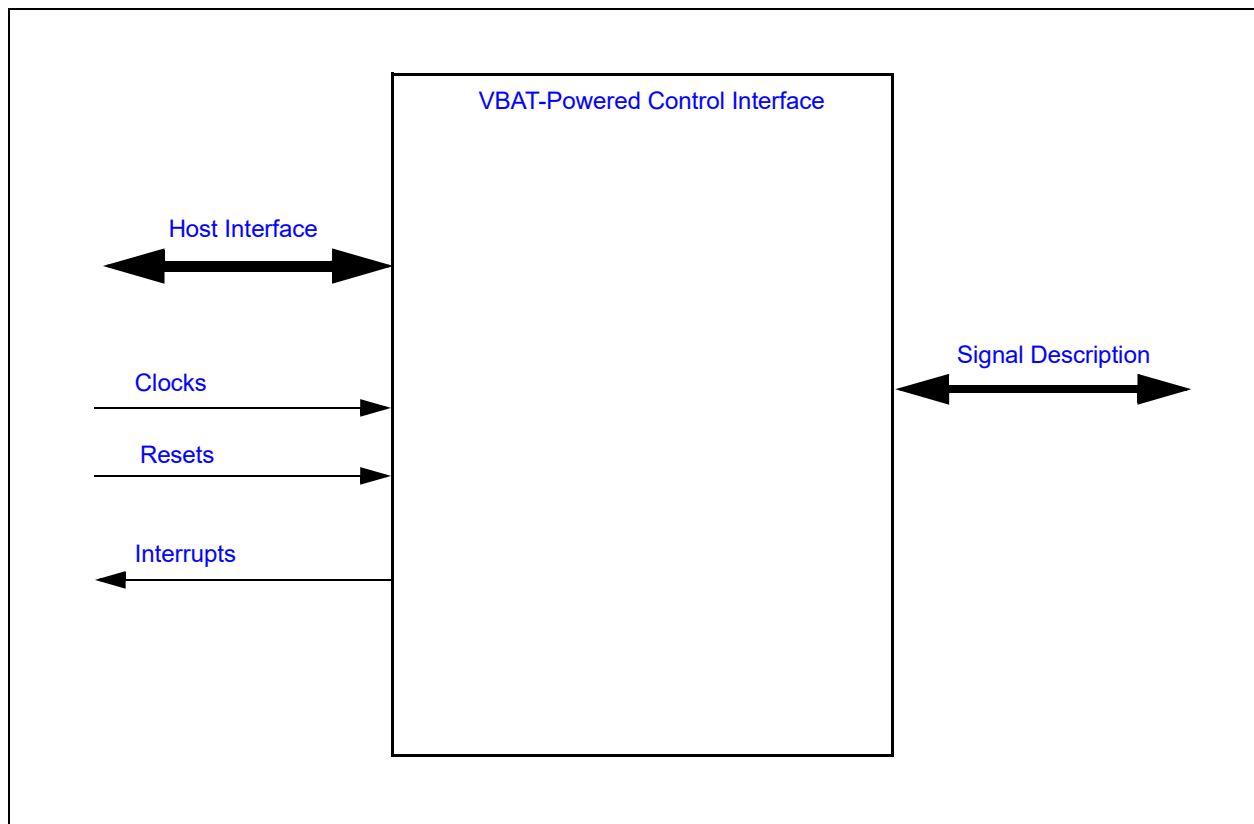 VBAT-Powered Control Interface
Host Interface
Signal Description
Clocks
Resets
Interrupts